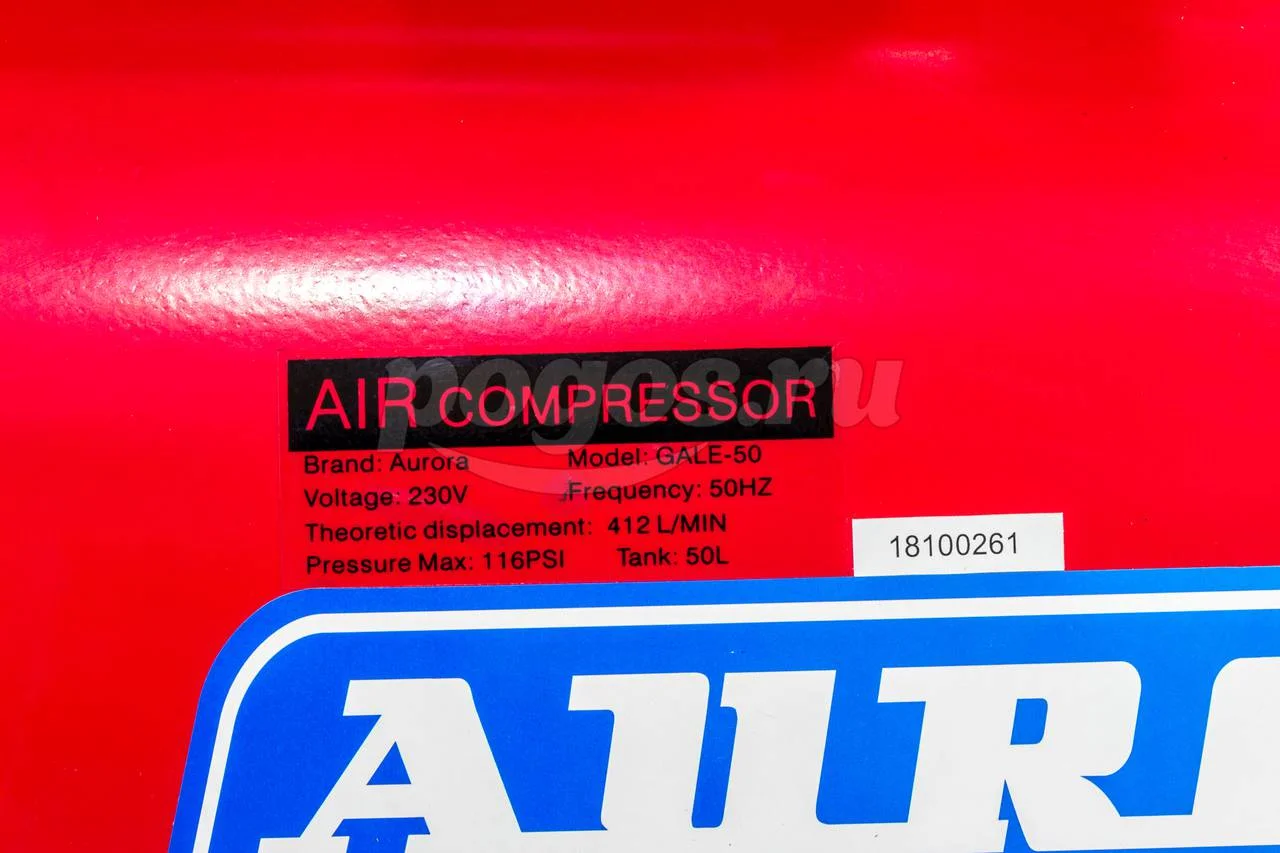 AIR COMPRESSOR
pogos.ru
Brand: Aurora Model: GALE-50
Voltage: 230V Frequency: 50HZ
Theoretic displacement: 412 L/MIN
Pressure Max: 116PSI Tank: 50L
18100261
AUR